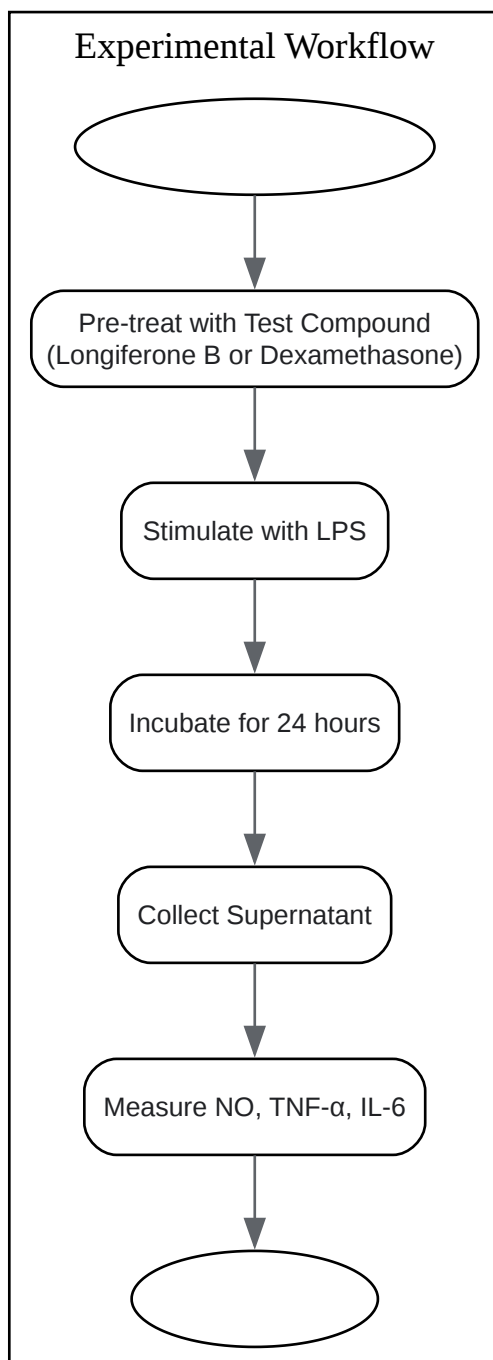 Experimental Workflow
Pre-treat with Test Compound
(Longiferone B or Dexamethasone)
Stimulate with LPS
Incubate for 24 hours
Collect Supernatant
Measure NO, TNF-α, IL-6